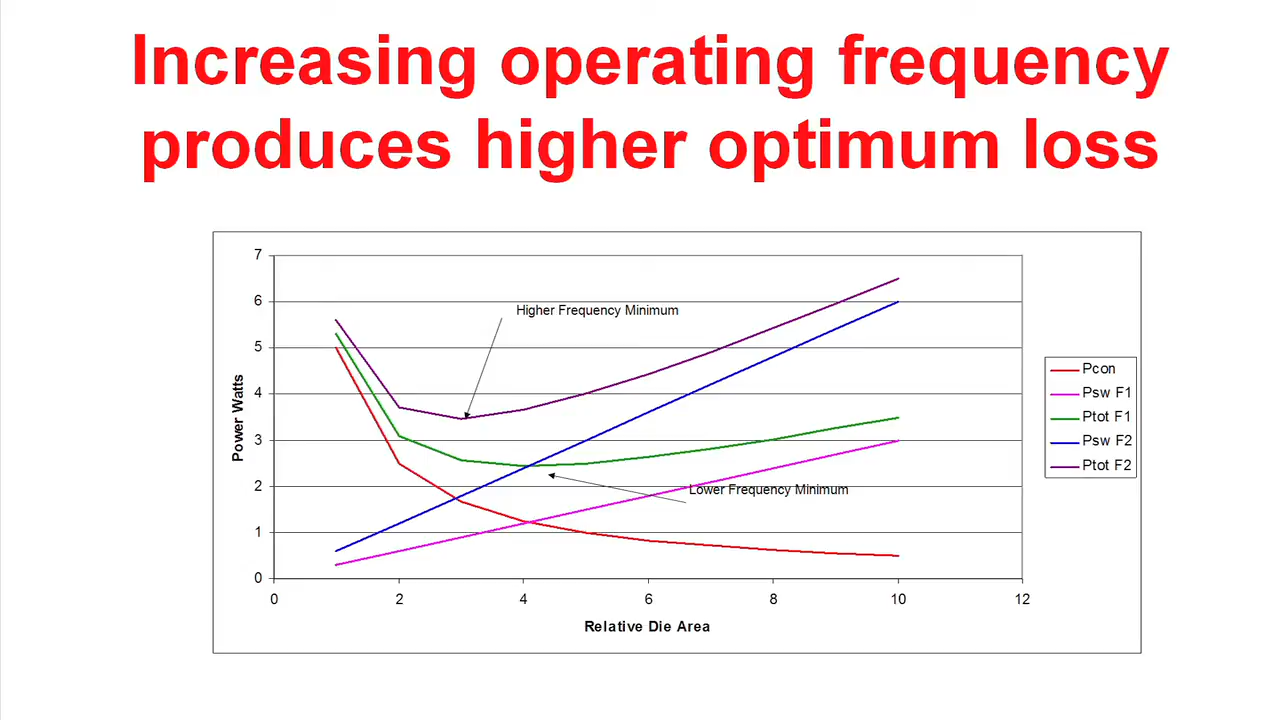 Increasing operating frequency
produces higher optimum loss
7
6
5
4
3
2
1
0
Power Watts
Higher Frequency Minimum
Lower Frequency Minimum
0 2 4 6 8 10 12
Relative Die Area
Pcon
Psw F1
Ptot F1
Psw F2
Ptot F2